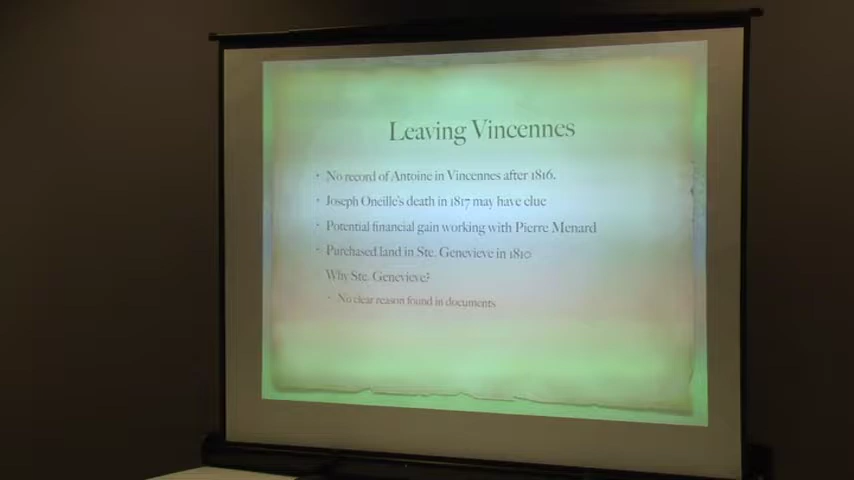 Leaving Vincennes
• No record of Antoine in Vincennes after 1816.
• Joseph Oneille's death in 1817 may have clue
• Potential financial gain working with Pierre Menard
• Purchased land in Ste. Genevieve in 1810
Why Ste. Genevieve?
• No clear reason found in documents